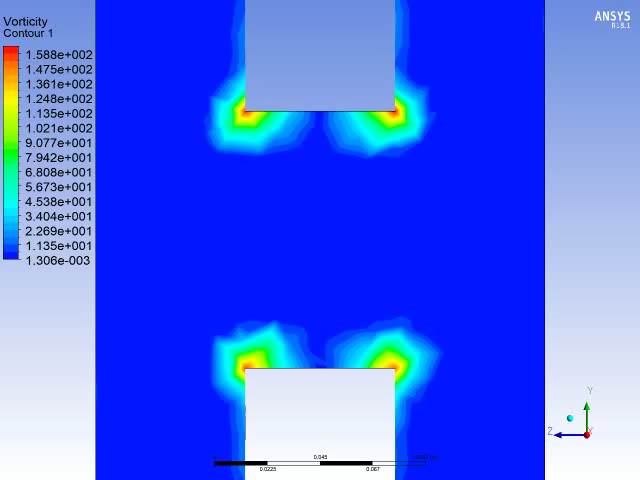 Vorticity
Contour 1
ANSYS
R18.1
1.588e+002
1.475e+002
1.361e+002
1.248e+002
1.135e+002
1.021e+002
9.077e+001
7.942e+001
6.808e+001
5.673e+001
4.538e+001
3.404e+001
2.269e+001
1.135e+001
1.306e-003
Y
Z
X
0.045
0.0225
0.067